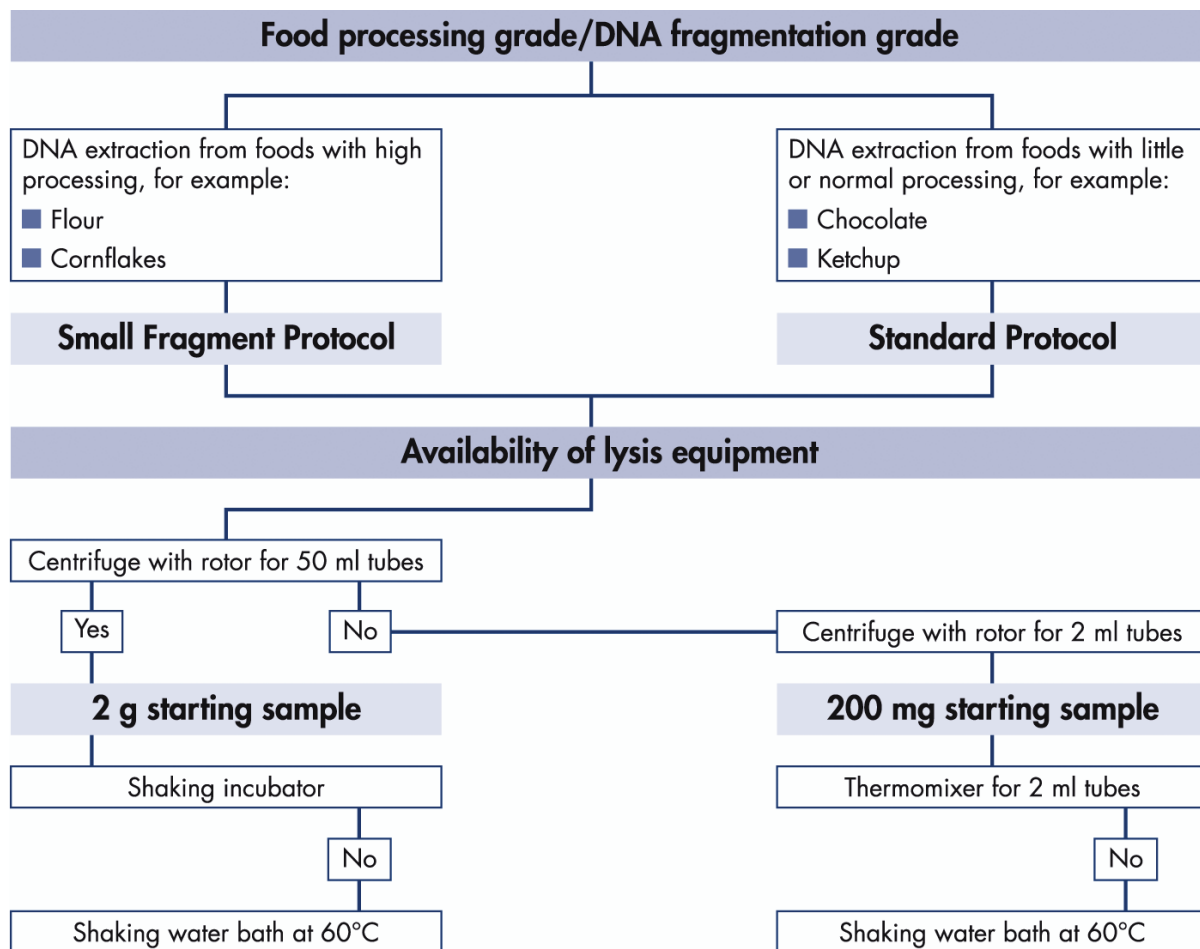 Food processing grade/DNA fragmentation grade
DNA extraction from foods with high
processing, for example:
Flour
Cornflakes
DNA extraction from foods with little
or normal processing, for example:
Chocolate
Ketchup
Small Fragment Protocol
Standard Protocol
Availability of lysis equipment
Centrifuge with rotor for 50 ml tubes
Yes
No
Centrifuge with rotor for 2 ml tubes
2 g starting sample
200 mg starting sample
Shaking incubator
Thermomixer for 2 ml tubes
No
No
Shaking water bath at 60°C
Shaking water bath at 60°C